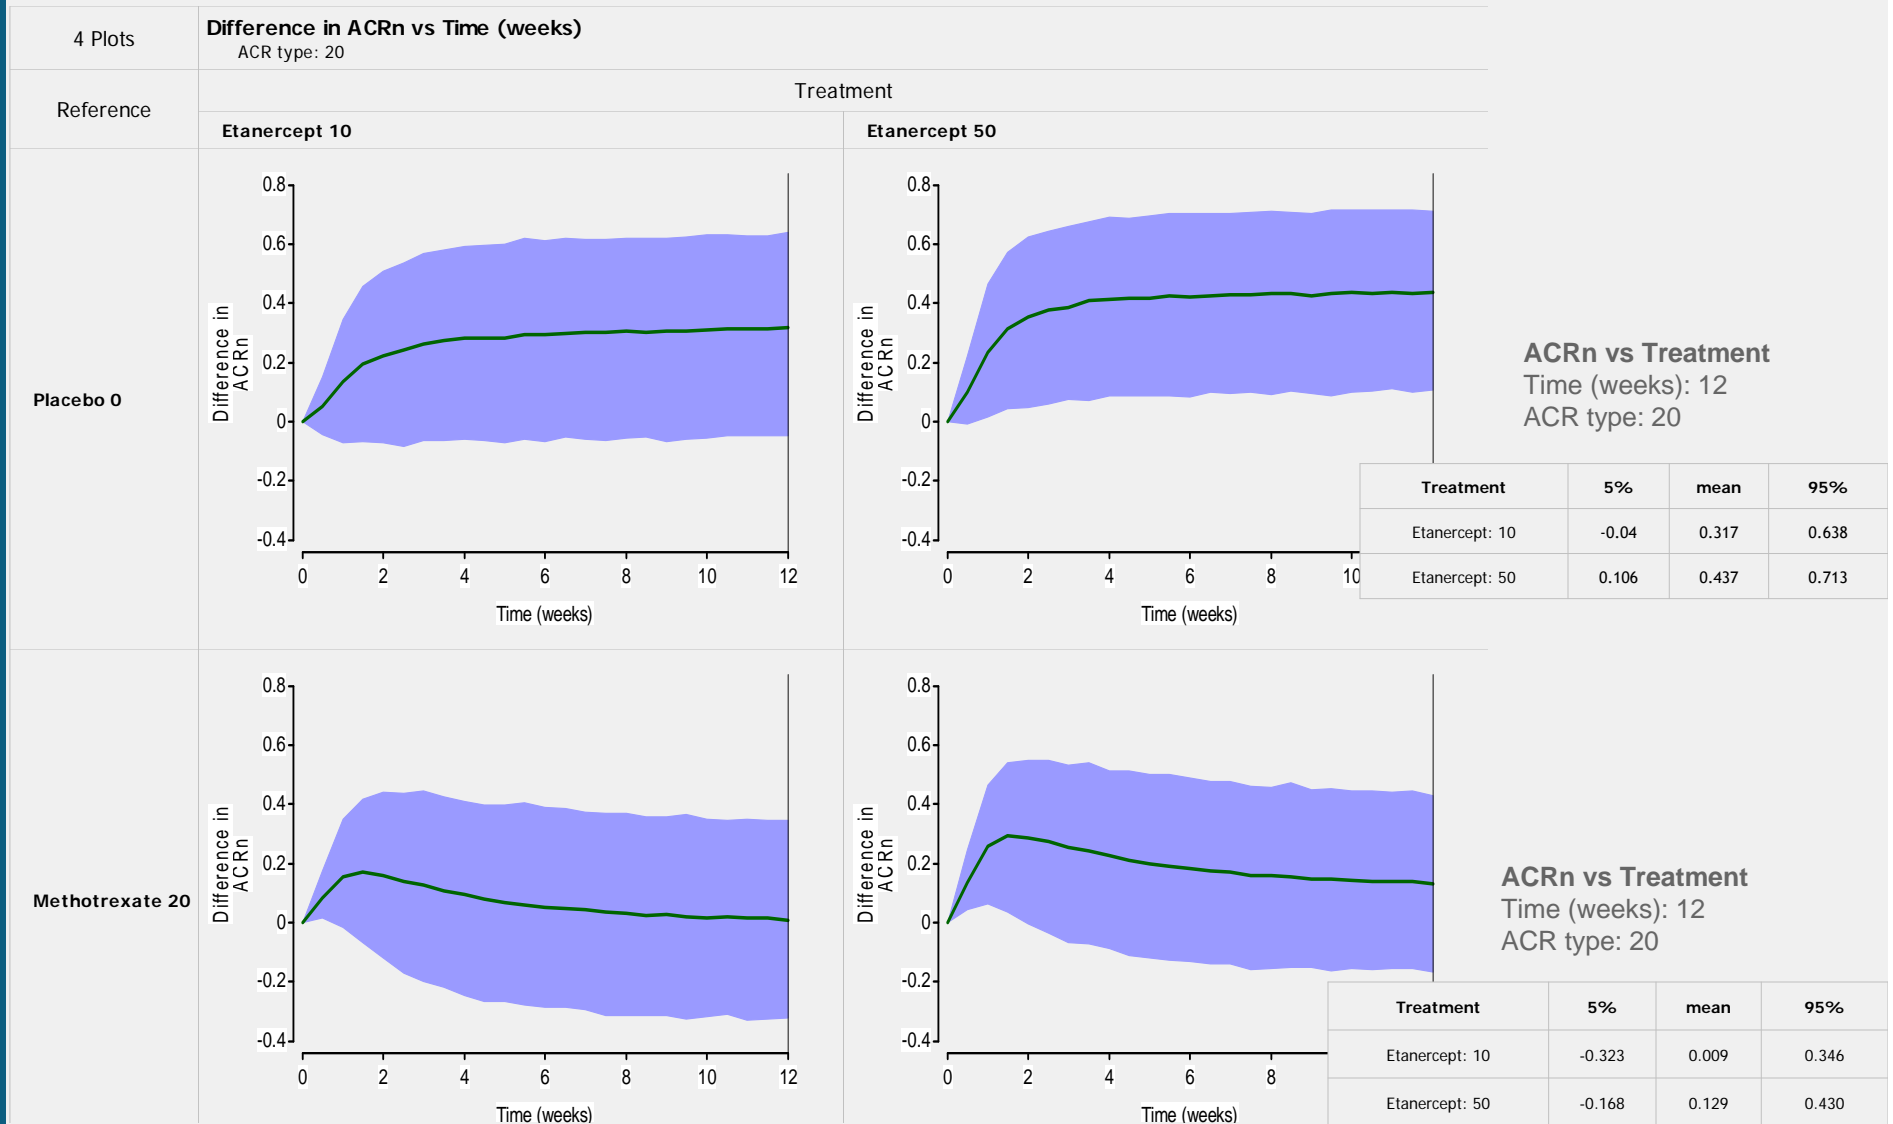 4 Plots
Difference in ACRn vs Time (weeks)
ACR type: 20
Reference
Treatment
Etanercept 10
Etanercept 50
Placebo 0
Difference in
ACRn
0.8
0.6
0.4
0.2
0
-0.2
-0.4
0 2 4 6 8 10 12
Time (weeks)
Difference in
ACRn
0.8
0.6
0.4
0.2
0
-0.2
-0.4
0 2 4 6 8 10
Time (weeks)
ACRn vs Treatment
Time (weeks): 12
ACR type: 20
Treatment 5% mean 95%
Etanercept: 10 -0.04 0.317 0.638
Etanercept: 50 0.106 0.437 0.713
Methotrexate 20
Difference in
ACRn
0.8
0.6
0.4
0.2
0
-0.2
-0.4
0 2 4 6 8 10 12
Time (weeks)
Difference in
ACRn
0.8
0.6
0.4
0.2
0
-0.2
-0.4
0 2 4 6 8
Time (weeks)
ACRn vs Treatment
Time (weeks): 12
ACR type: 20
Treatment 5% mean 95%
Etanercept: 10 -0.323 0.009 0.346
Etanercept: 50 -0.168 0.129 0.430